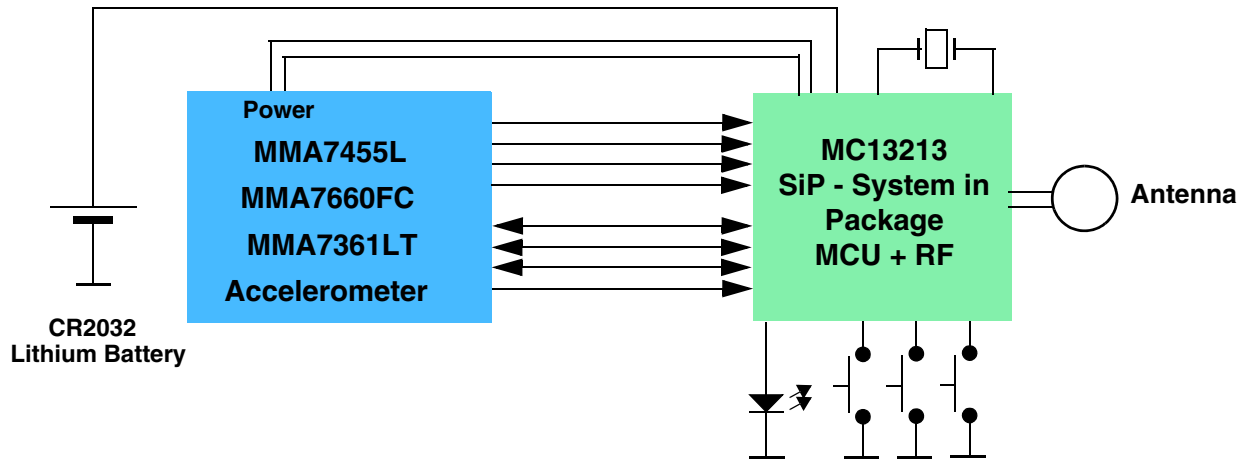 Power
MMA7455L
MMA7660FC
MMA7361LT
Accelerometer
MC13213
SiP - System in
Package
MCU + RF
Antenna
CR2032
Lithium Battery